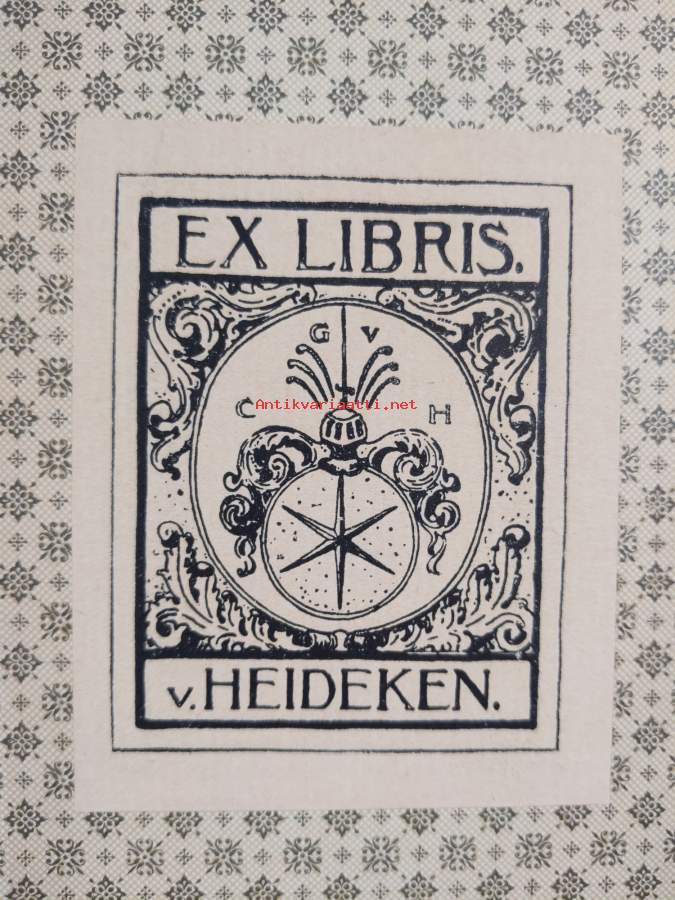 EX LIBRIS.
G V
C H
Antikvariaatti.net
v. HEIDEKEN.